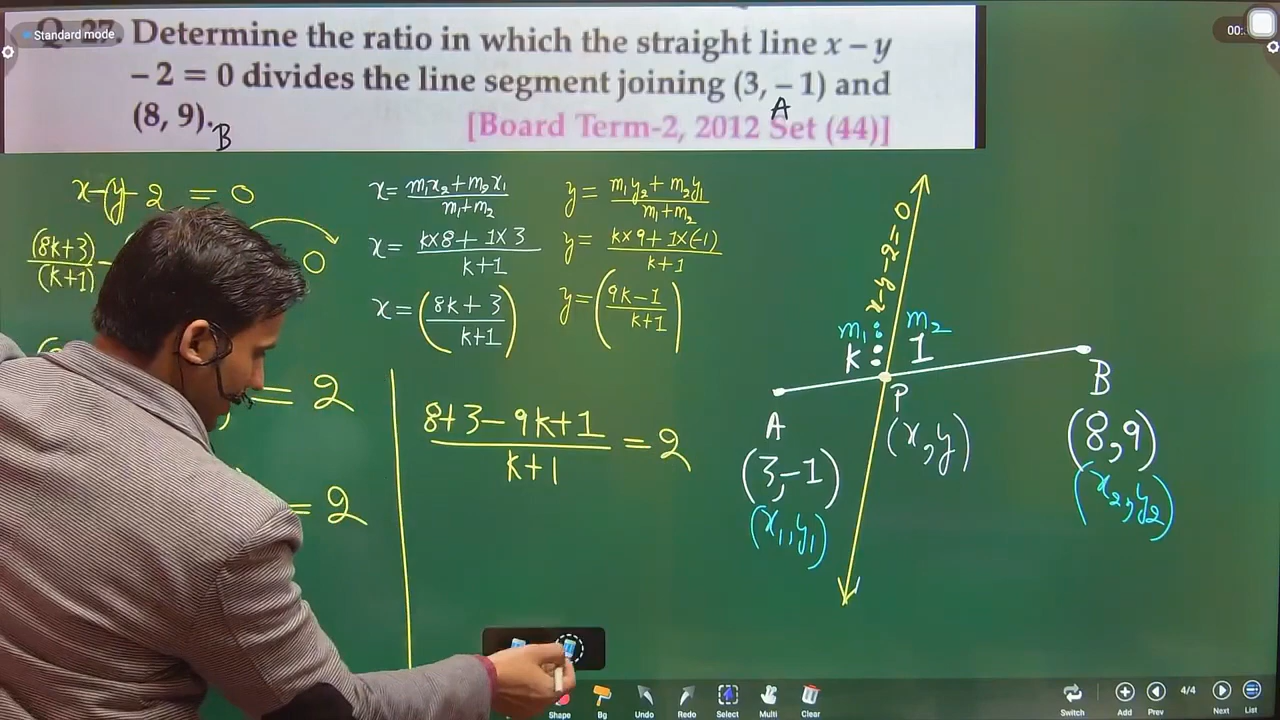 Standard mode
00:
Q. 27. Determine the ratio in which the straight line x – y
– 2 = 0 divides the line segment joining (3, – 1) and
(8, 9).
[Board Term-2, 2012 Set (44)]
A
B
x-y-2 = 0
(8k+3)/(k+1) - 0
= 2
= 2
x= (m1x2+m2x1)/(m1+m2)
x= (k×8+1×3)/(k+1)
x= ((8k+3)/(k+1))
y= (m1y2+m2y1)/(m1+m2)
y= (k×9+1×(-1))/(k+1)
y= ((9k-1)/(k+1))
(8+3-9k+1)/(k+1) = 2
x-y-2=0
m1 : m2
k : 1
A
P
B
(3,-1)
(x,y)
(8,9)
(x1,y1)
(x2,y2)
Shape
Bg
Undo
Redo
Select
Multi
Clear
Switch
Add
Prev
4/4
Next
List